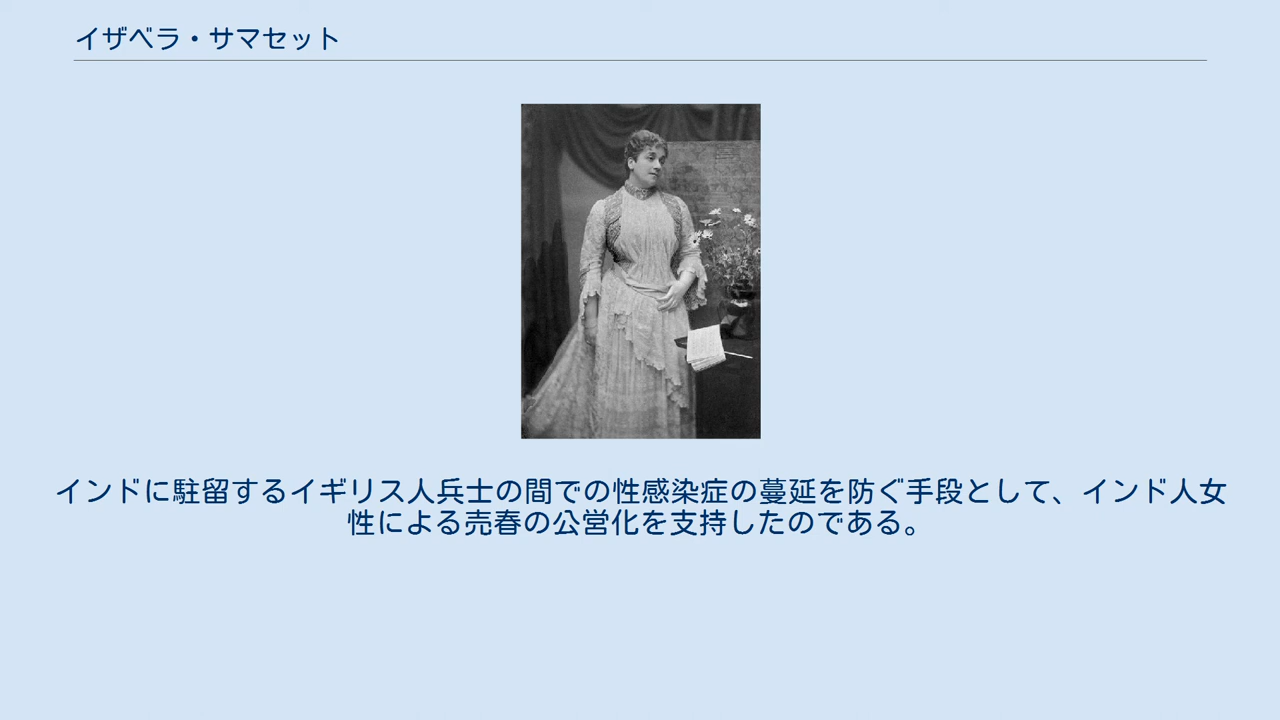 イザベラ・サマセット
インドに駐留するイギリス人兵士の間での性感染症の蔓延を防ぐ手段として、インド人女
性による売春の公営化を支持したのである。